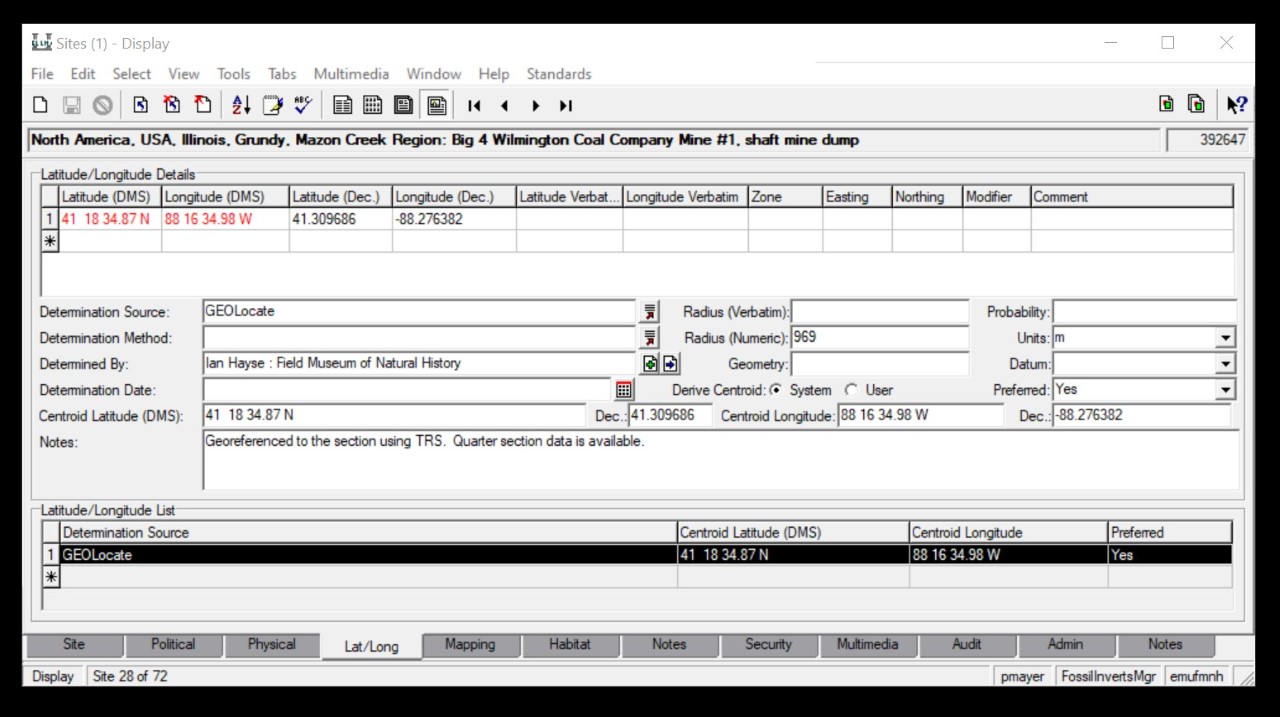 Sites (1) - Display
File Edit Select View Tools Tabs Multimedia Window Help Standards
North America, USA, Illinois, Grundy, Mazon Creek Region: Big 4 Wilmington Coal Company Mine #1, shaft mine dump 392647
Latitude/Longitude Details
Latitude (DMS) Longitude (DMS) Latitude (Dec.) Longitude (Dec.) Latitude Verbat... Longitude Verbatim Zone Easting Northing Modifier Comment
1 41 18 34.87 N 88 16 34.98 W 41.309686 -88.276382
Determination Source: GEOLocate Radius (Verbatim): Probability:
Determination Method: Radius (Numeric): 969 Units: m
Determined By: Ian Hayse : Field Museum of Natural History Geometry: Datum:
Determination Date: Derive Centroid: System User Preferred: Yes
Centroid Latitude (DMS): 41 18 34.87 N Dec.: 41.309686 Centroid Longitude: 88 16 34.98 W Dec.: -88.276382
Notes: Georeferenced to the section using TRS. Quarter section data is available.
Latitude/Longitude List
Determination Source Centroid Latitude (DMS) Centroid Longitude Preferred
1 GEOLocate 41 18 34.87 N 88 16 34.98 W Yes
Site Political Physical Lat/Long Mapping Habitat Notes Security Multimedia Audit Admin Notes
Display Site 28 of 72 pmayer FossilInvertsMgr emufmnh